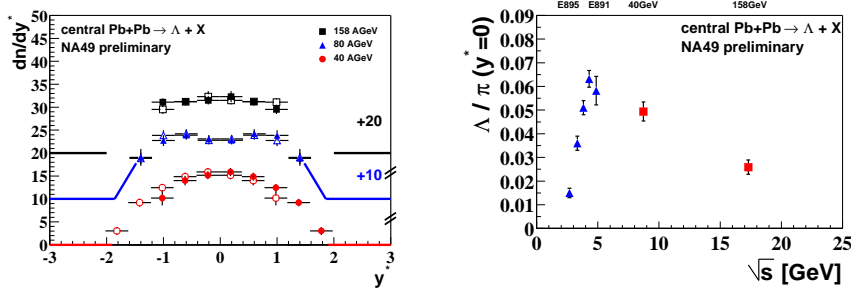 dn/dy*
50
45
40
35
30
25
20
15
10
5
0
central Pb+Pb → Λ + X
NA49 preliminary
158 AGeV
80 AGeV
40 AGeV
+20
+10
-3 -2 -1 0 1 2 3
y*
E895 E891 40GeV 158GeV
Λ / π (y* =0)
0.09
0.08
0.07
0.06
0.05
0.04
0.03
0.02
0.01
0
central Pb+Pb → Λ + X
NA49 preliminary
0 5 10 15 20 25
√s [GeV]